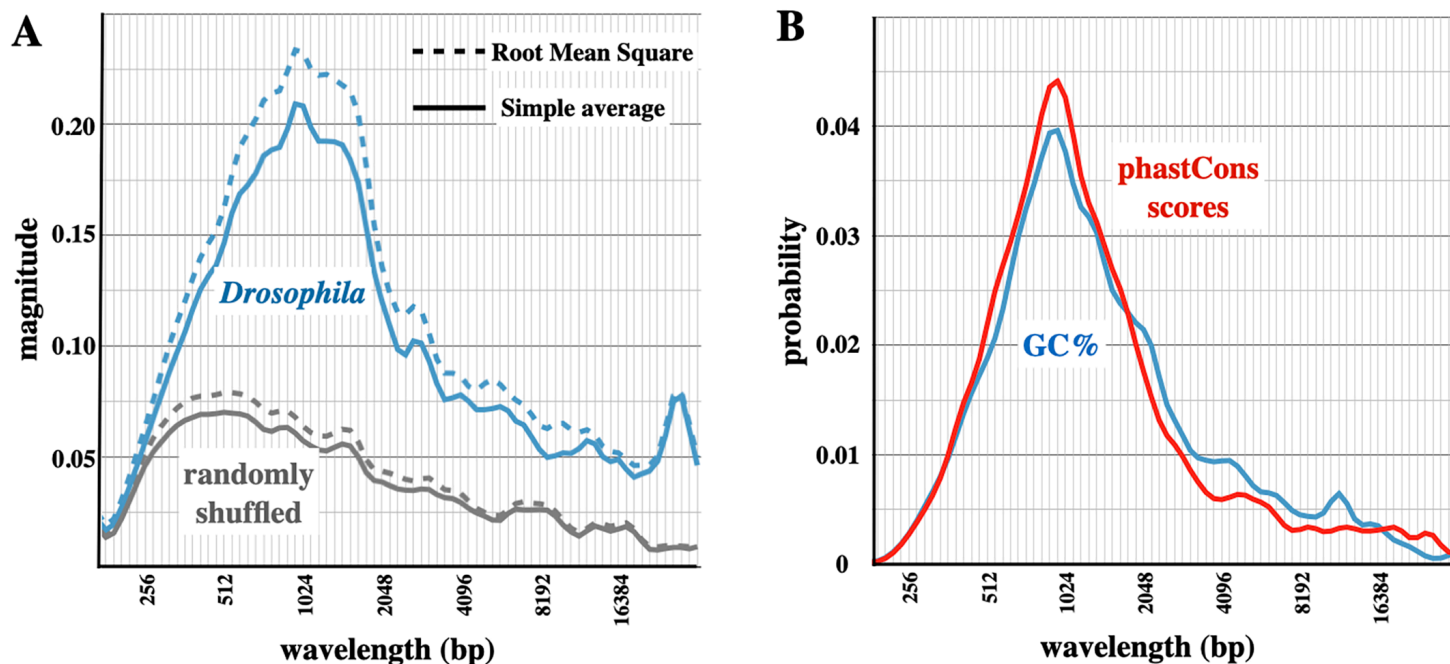 A
Root Mean Square
Simple average
0.20
0.15
0.10
0.05
magnitude
Drosophila
randomly
shuffled
256
512
1024
2048
4096
8192
16384
wavelength (bp)
B
phastCons
scores
GC%
0.04
0.03
0.02
0.01
0
probability
256
512
1024
2048
4096
8192
16384
wavelength (bp)